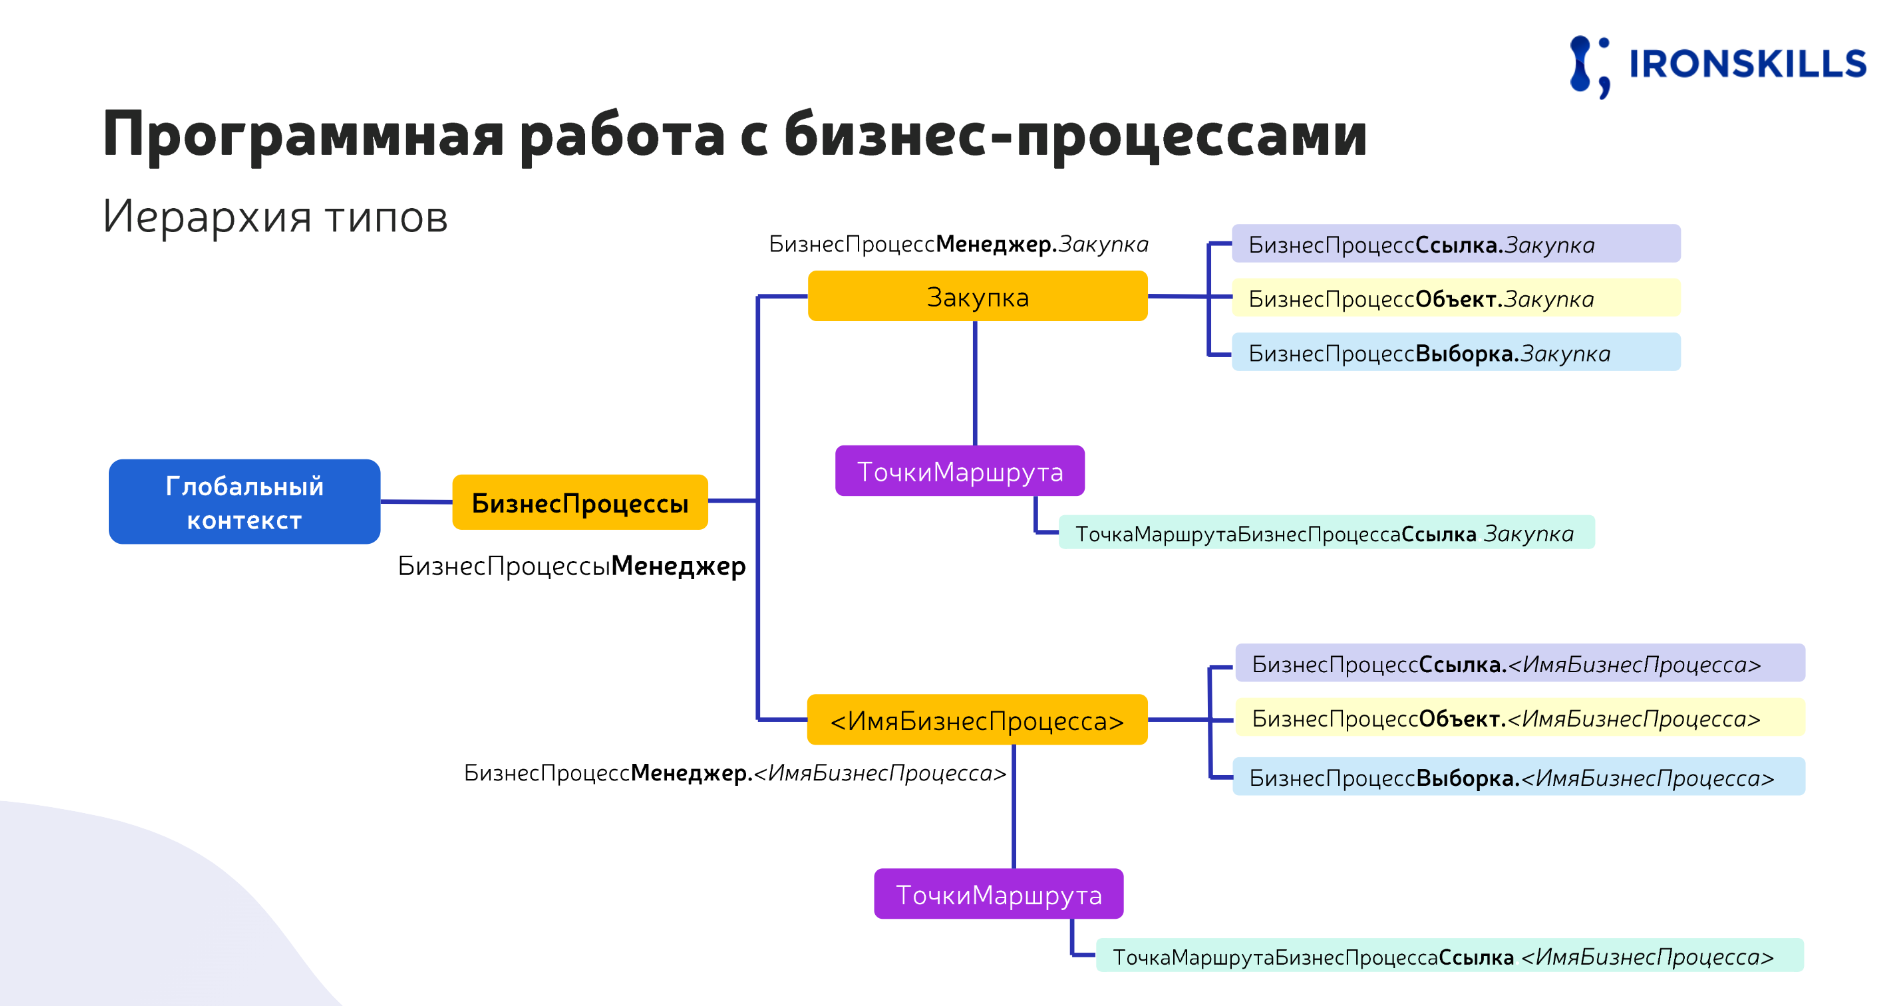 IRONSKILLS
Программная работа с бизнес-процессами
Иерархия типов
БизнесПроцессМенеджер.Закупка
Закупка
БизнесПроцессСсылка.Закупка
БизнесПроцессОбъект.Закупка
БизнесПроцессВыборка.Закупка
ТочкиМаршрута
ТочкаМаршрутаБизнесПроцессаСсылка Закупка
Глобальный
контекст
БизнесПроцессы
БизнесПроцессыМенеджер
<ИмяБизнесПроцесса>
БизнесПроцессМенеджер.<ИмяБизнесПроцесса>
БизнесПроцессСсылка.<ИмяБизнесПроцесса>
БизнесПроцессОбъект.<ИмяБизнесПроцесса>
БизнесПроцессВыборка.<ИмяБизнесПроцесса>
ТочкиМаршрута
ТочкаМаршрутаБизнесПроцессаСсылка <ИмяБизнесПроцесса>